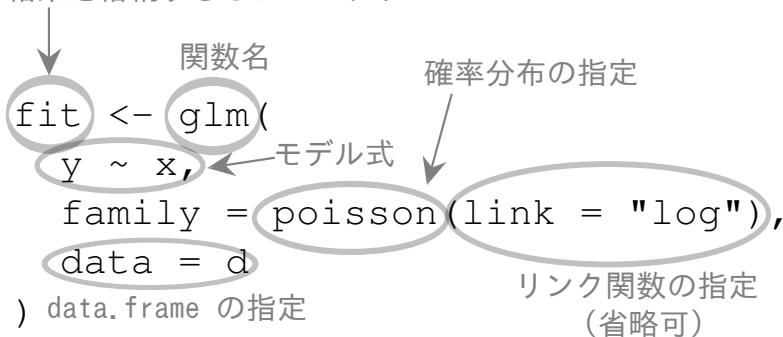 関数名
確率分布の指定
fit <- glm(
モデル式
y ~ x,
family = poisson(link = "log"),
data = d
リンク関数の指定
) data.frame の指定
(省略可)